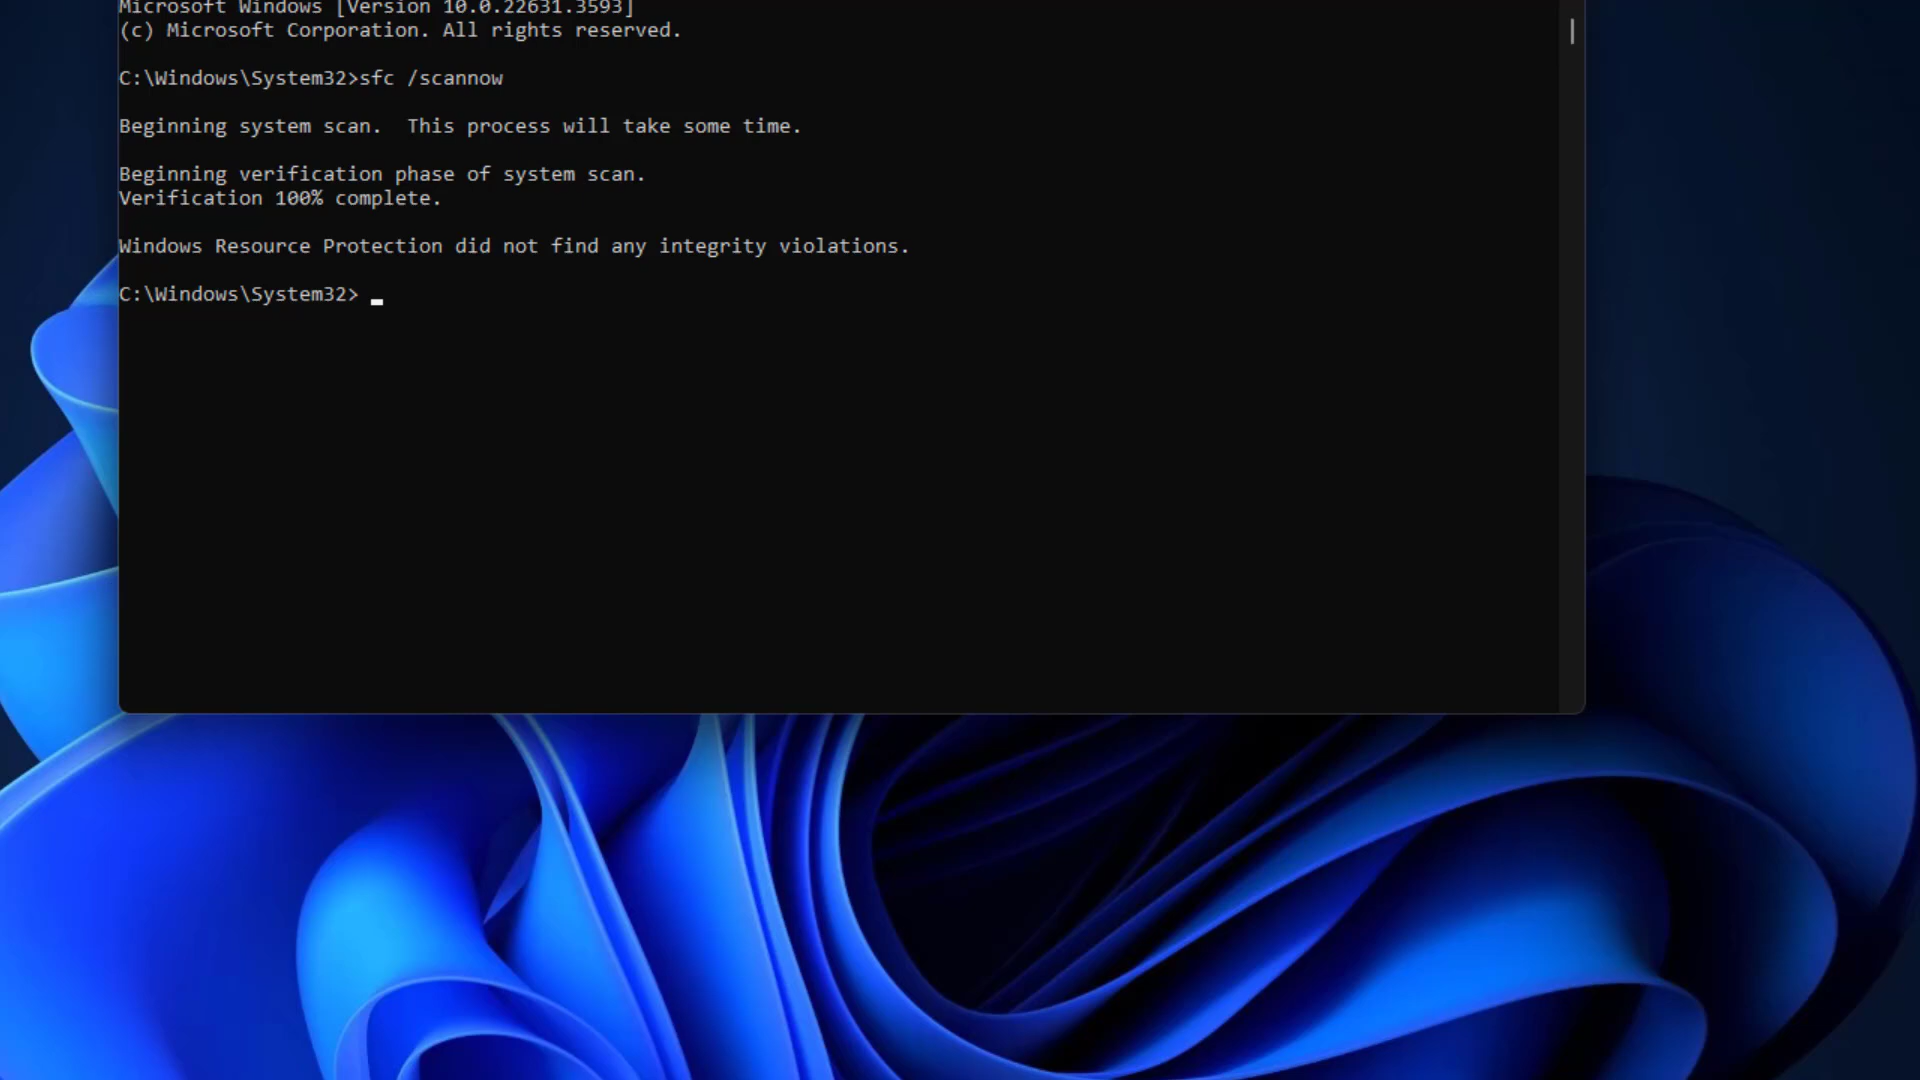 Microsoft Windows [Version 10.0.22631.3593]
(c) Microsoft Corporation. All rights reserved.
C:\Windows\System32>sfc /scannow
Beginning system scan.  This process will take some time.
Beginning verification phase of system scan.
Verification 100% complete.
Windows Resource Protection did not find any integrity violations.
C:\Windows\System32>